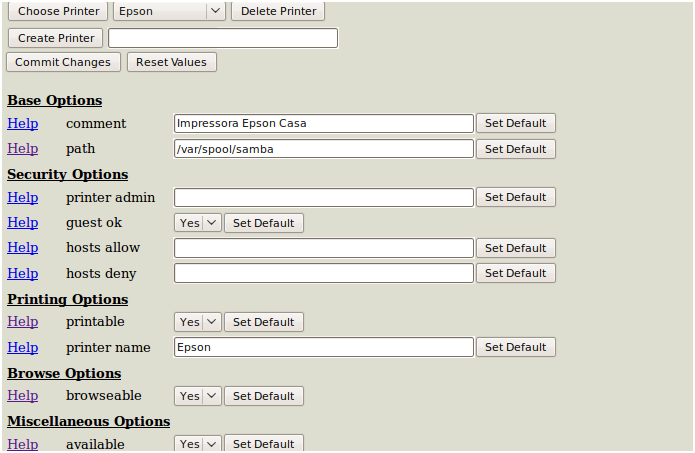 Choose Printer Epson Delete Printer
Create Printer
Commit Changes Reset Values
Base Options
Help comment Impressora Epson Casa Set Default
Help path /var/spool/samba Set Default
Security Options
Help printer admin Set Default
Help guest ok Yes Set Default
Help hosts allow Set Default
Help hosts deny Set Default
Printing Options
Help printable Yes Set Default
Help printer name Epson Set Default
Browse Options
Help browseable Yes Set Default
Miscellaneous Options
Help available Yes Set Default